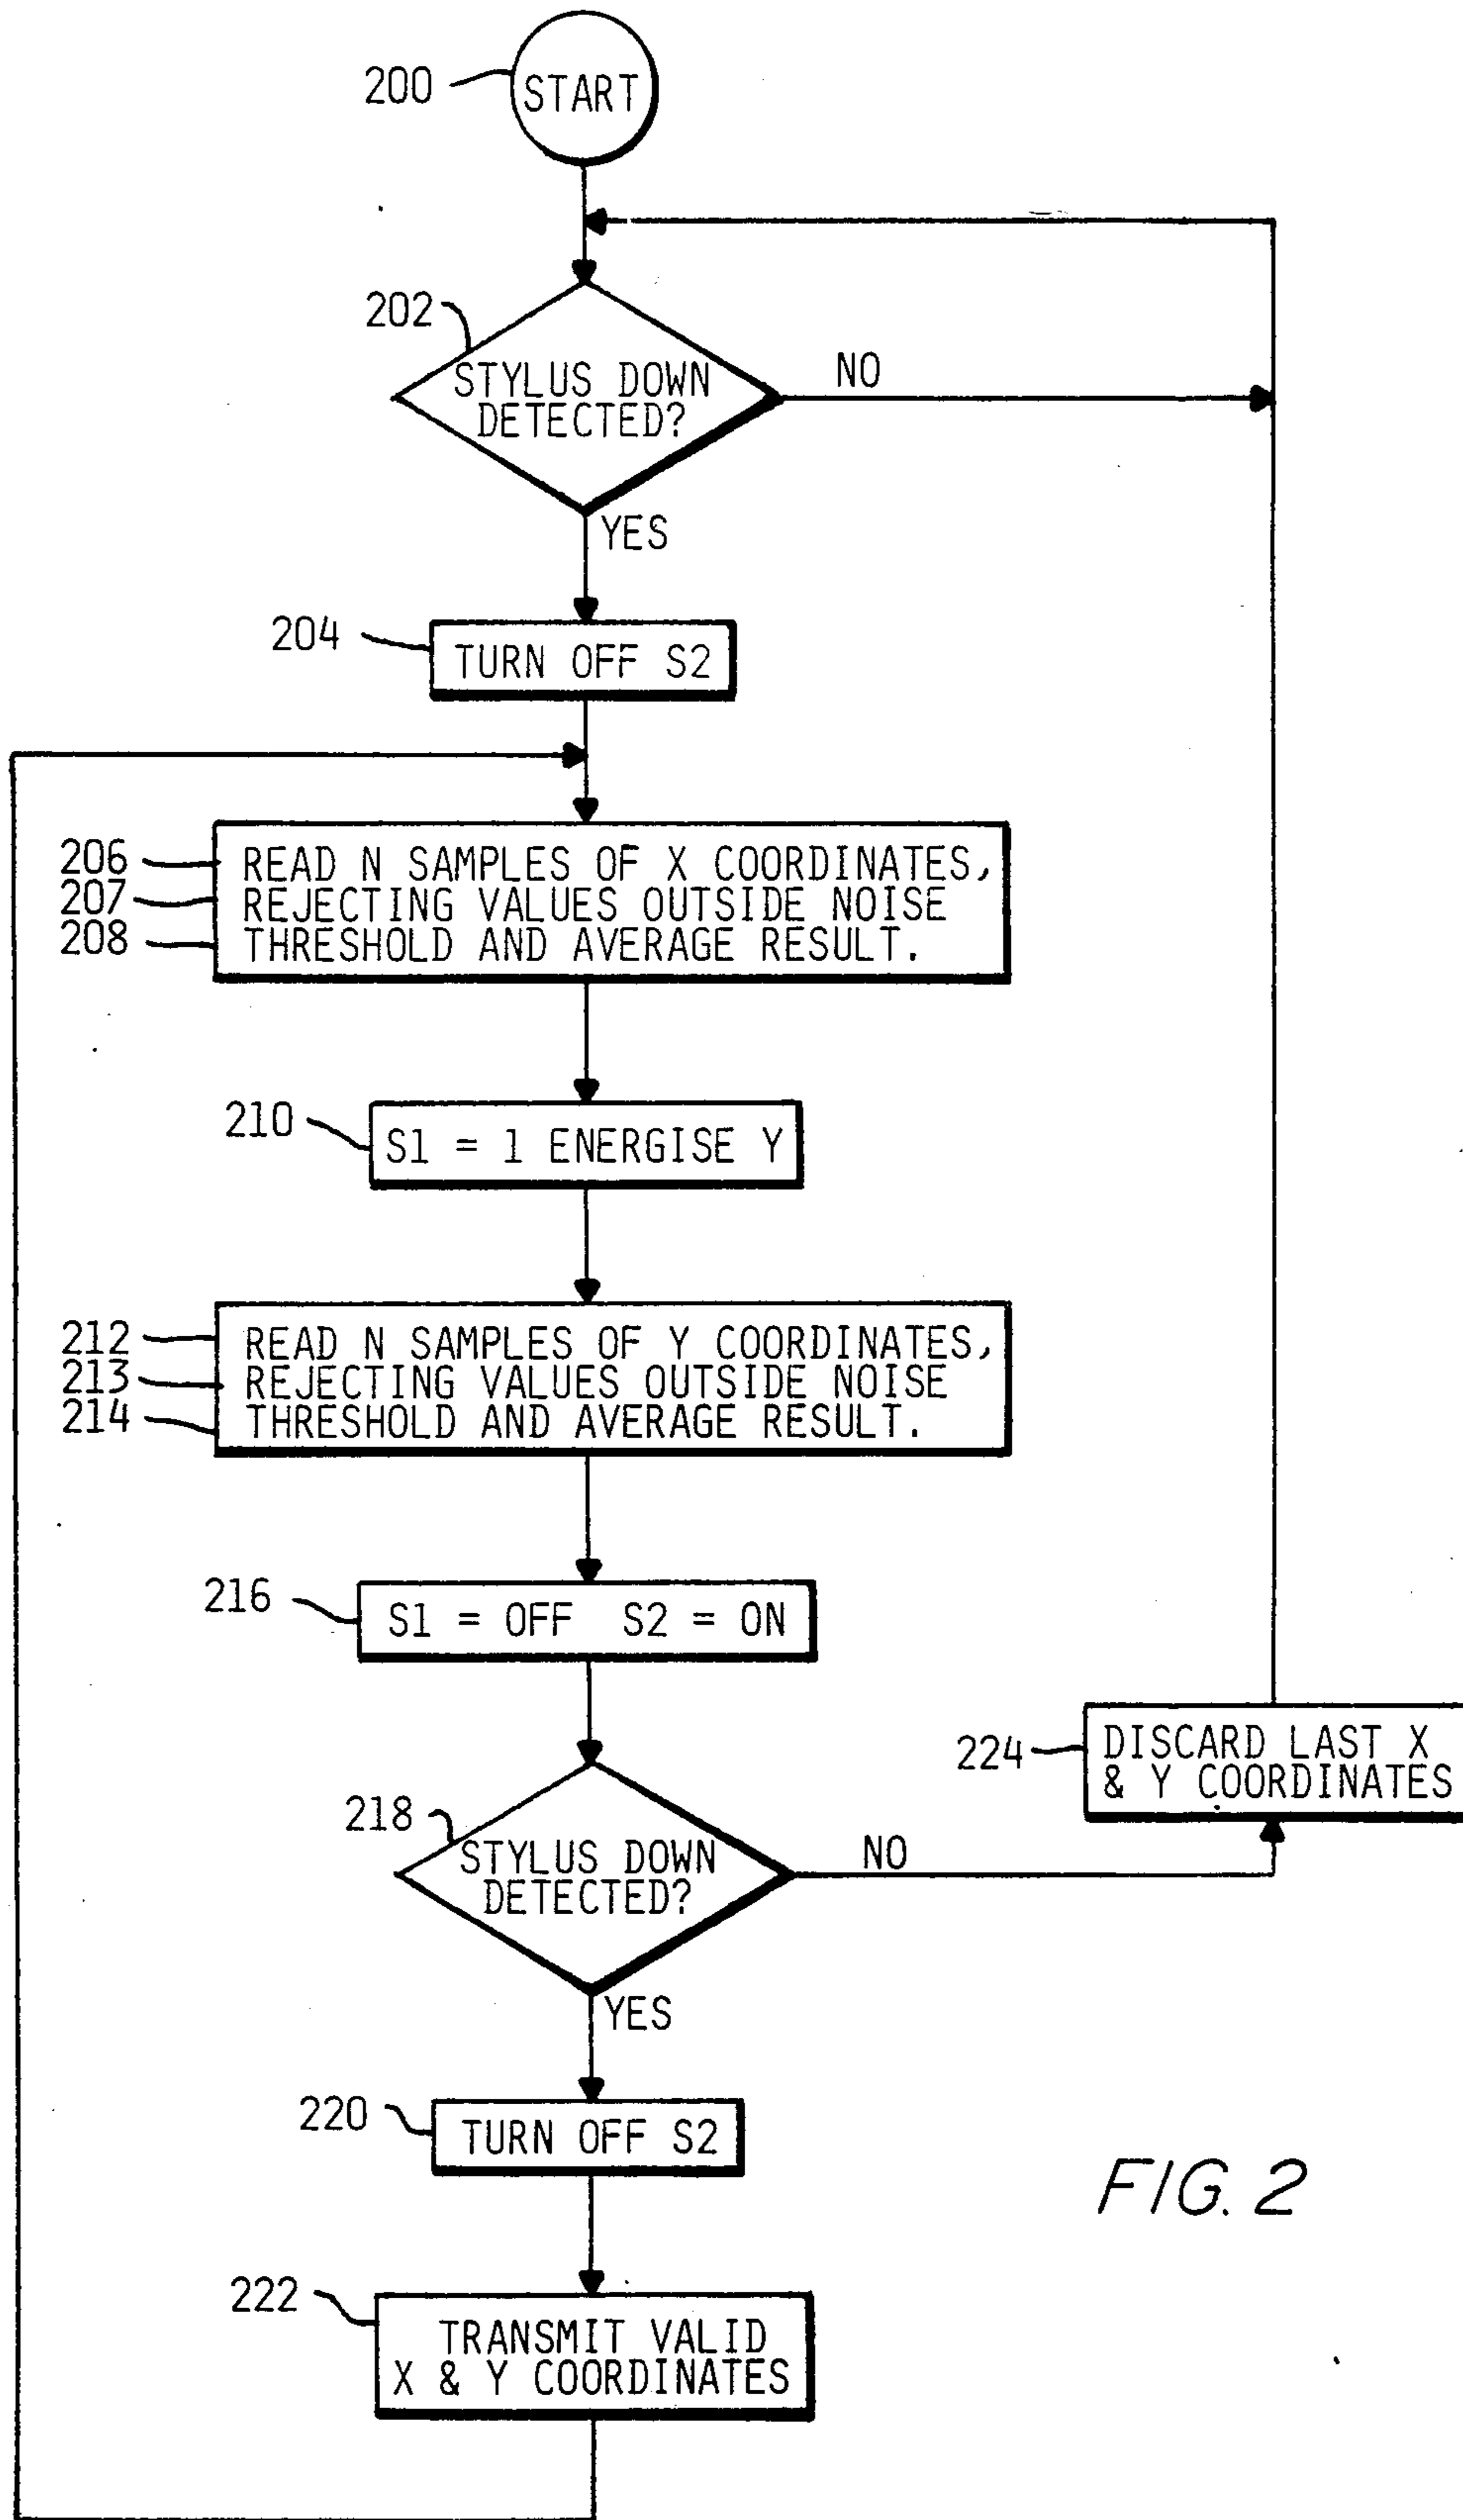 200
START
202
STYLUS DOWN
DETECTED?
NO
YES
204
TURN OFF S2
206
READ N SAMPLES OF X COORDINATES,
207
REJECTING VALUES OUTSIDE NOISE
208
THRESHOLD AND AVERAGE RESULT.
210
S1 = 1 ENERGISE Y
212
READ N SAMPLES OF Y COORDINATES,
213
REJECTING VALUES OUTSIDE NOISE
214
THRESHOLD AND AVERAGE RESULT.
216
S1 = OFF S2 = ON
224
DISCARD LAST X
& Y COORDINATES
218
STYLUS DOWN
DETECTED?
NO
YES
220
TURN OFF S2
FIG. 2
222
TRANSMIT VALID
X & Y COORDINATES